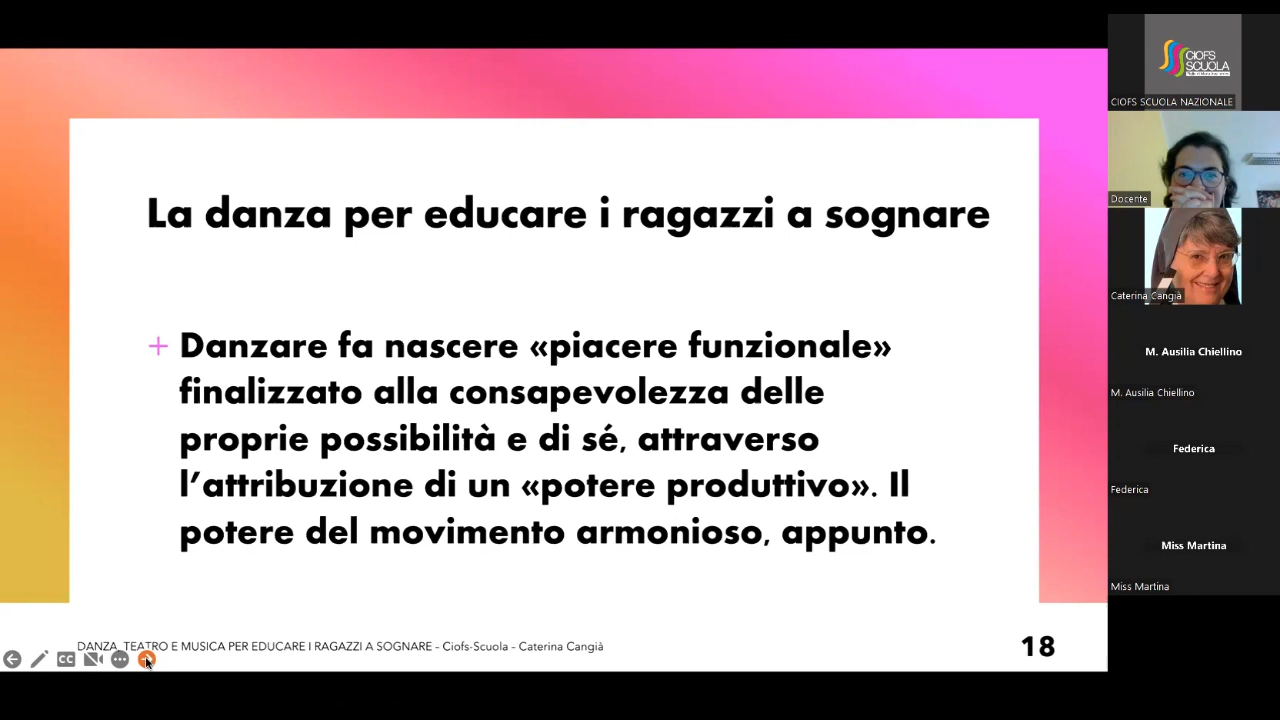 La danza per educare i ragazzi a sognare
+ Danzare fa nascere «piacere funzionale»
finalizzato alla consapevolezza delle
proprie possibilità e di sé, attraverso
l’attribuzione di un «potere produttivo». Il
potere del movimento armonioso, appunto.
DANZA, TEATRO E MUSICA PER EDUCARE I RAGAZZI A SOGNARE – Ciofs-Scuola – Caterina Cangià
18
CC
CIOFS
SCUOLA
CIOFS SCUOLA NAZIONALE
Docente
Caterina Cangià
M. Ausilia Chiellino
M. Ausilia Chiellino
Federica
Federica
Miss Martina
Miss Martina